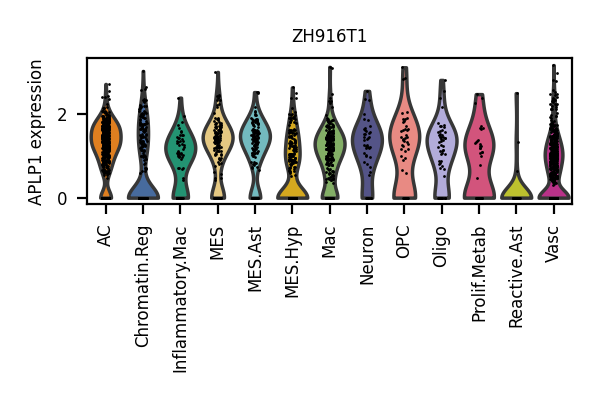 ZH916T1
APLP1 expression
2
0
AC
Chromatin.Reg
Inflammatory.Mac
MES
MES.Ast
MES.Hyp
Mac
Neuron
OPC
Oligo
Prolif.Metab
Reactive.Ast
Vasc